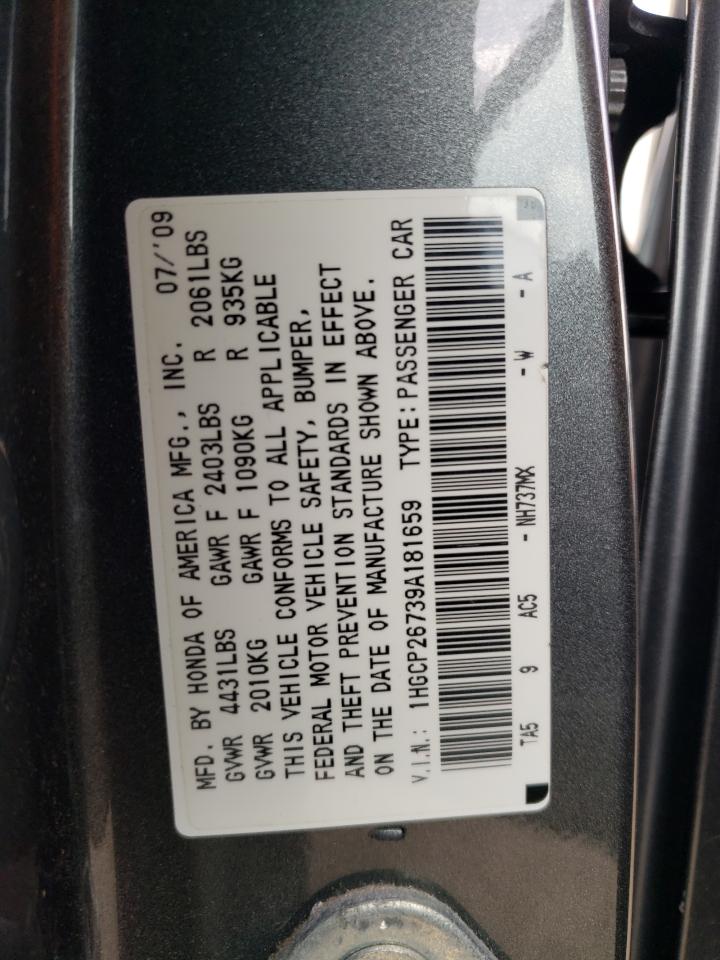 MFD. BY HONDA OF AMERICA MFG., INC. 07/'09
GVWR 4431LBS GAWR F 2403LBS R 2061LBS
GVWR 2010KG GAWR F 1090KG R 935KG
THIS VEHICLE CONFORMS TO ALL APPLICABLE
FEDERAL MOTOR VEHICLE SAFETY, BUMPER,
AND THEFT PREVENTION STANDARDS IN EFFECT
ON THE DATE OF MANUFACTURE SHOWN ABOVE.
V.I.N.: 1HGCP26739A181659 TYPE:PASSENGER CAR
TA5 9 AC5 - NH737MX - W - A